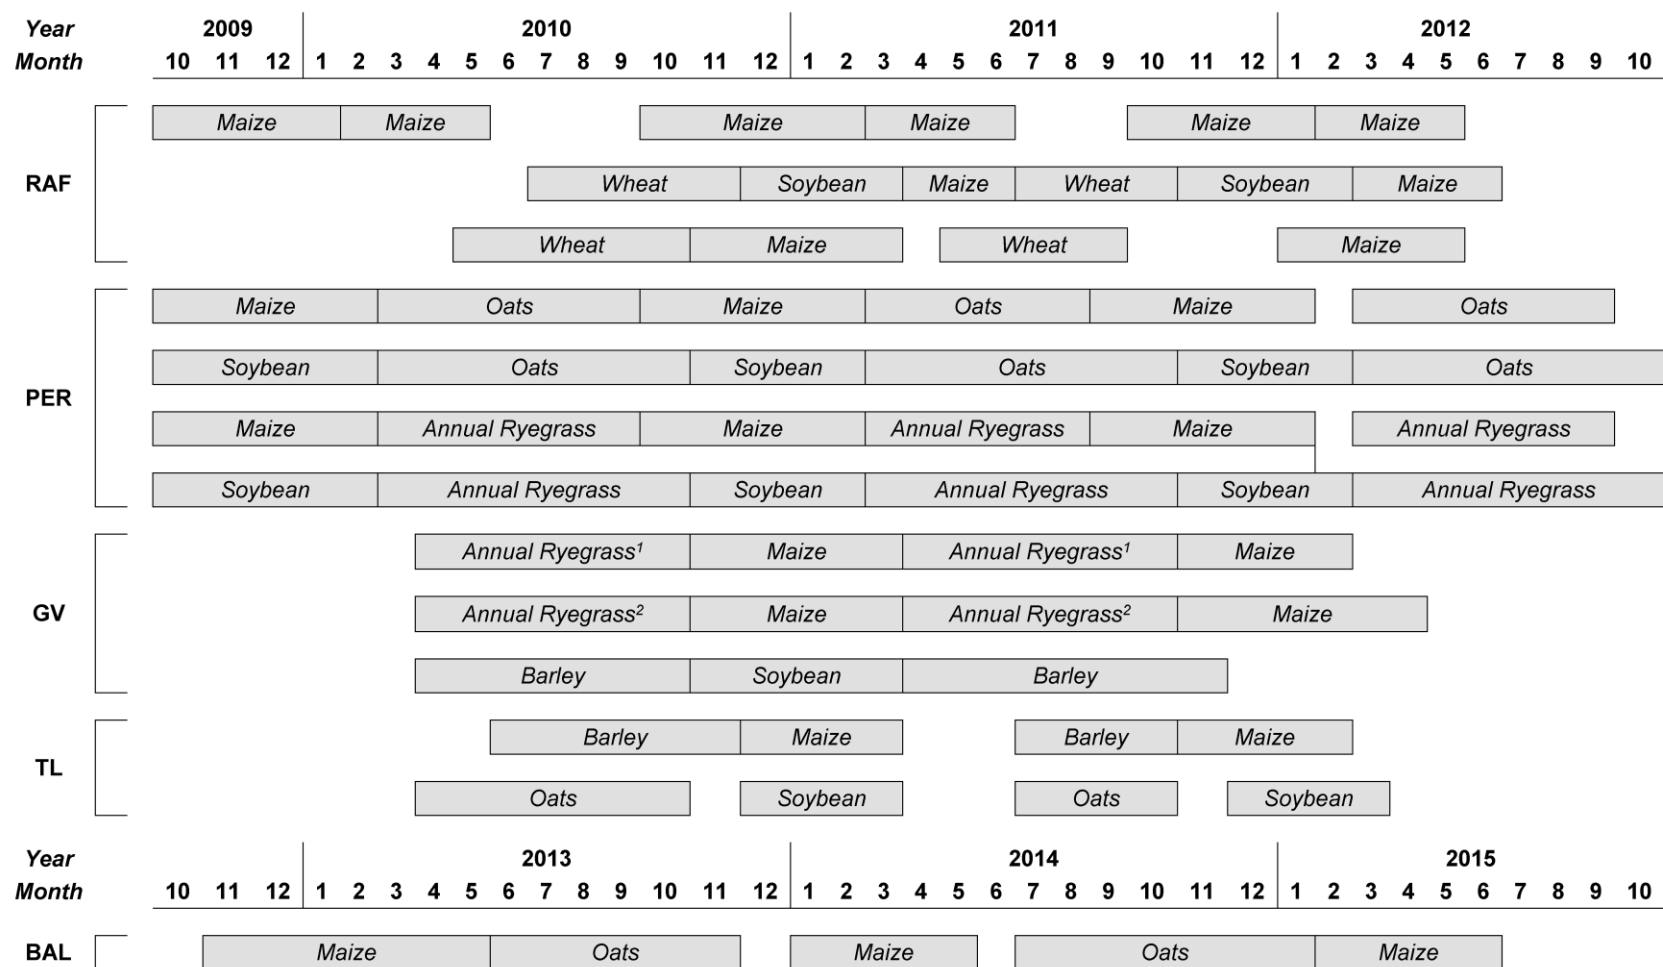 Year 2009 2010 2011 2012
Month 10 11 12 1 2 3 4 5 6 7 8 9 10 11 12 1 2 3 4 5 6 7 8 9 10 11 12 1 2 3 4 5 6 7 8 9 10
Maize Maize Maize Maize Maize Maize
RAF Wheat Soybean Maize Wheat Soybean Maize
Wheat Maize Wheat Maize
Maize Oats Maize Oats Maize Oats
Soybean Oats Soybean Oats Soybean Oats
PER
Maize Annual Ryegrass Maize Annual Ryegrass Maize Annual Ryegrass
Soybean Annual Ryegrass Soybean Annual Ryegrass Soybean Annual Ryegrass
Annual Ryegrass¹ Maize Annual Ryegrass¹ Maize
GV Annual Ryegrass² Maize Annual Ryegrass² Maize
Barley Soybean Barley
Barley Maize Barley Maize
TL
Oats Soybean Oats Soybean
Year 2013 2014 2015
Month 10 11 12 1 2 3 4 5 6 7 8 9 10 11 12 1 2 3 4 5 6 7 8 9 10 11 12 1 2 3 4 5 6 7 8 9 10
BAL Maize Oats Maize Oats Maize